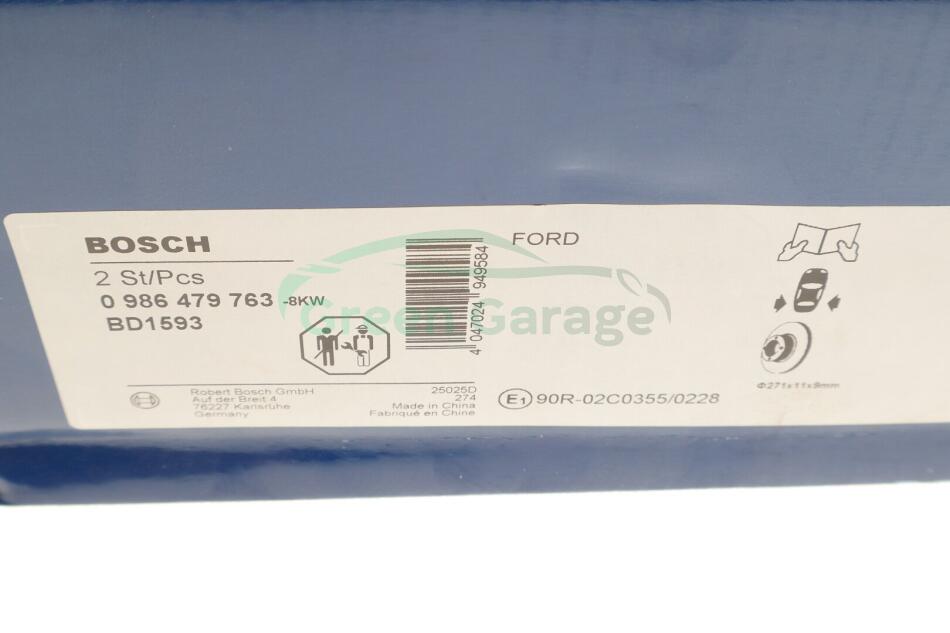 BOSCH
2 St/Pcs
0 986 479 763 -8KW
BD1593
Robert Bosch GmbH
Auf der Breit 4
76227 Karlsruhe
Germany
25025D
274
Made in China
Fabriqué en Chine
4 047024 949584
FORD
E1 90R-02C0355/0228
Φ271x11x9mm
Green Garage